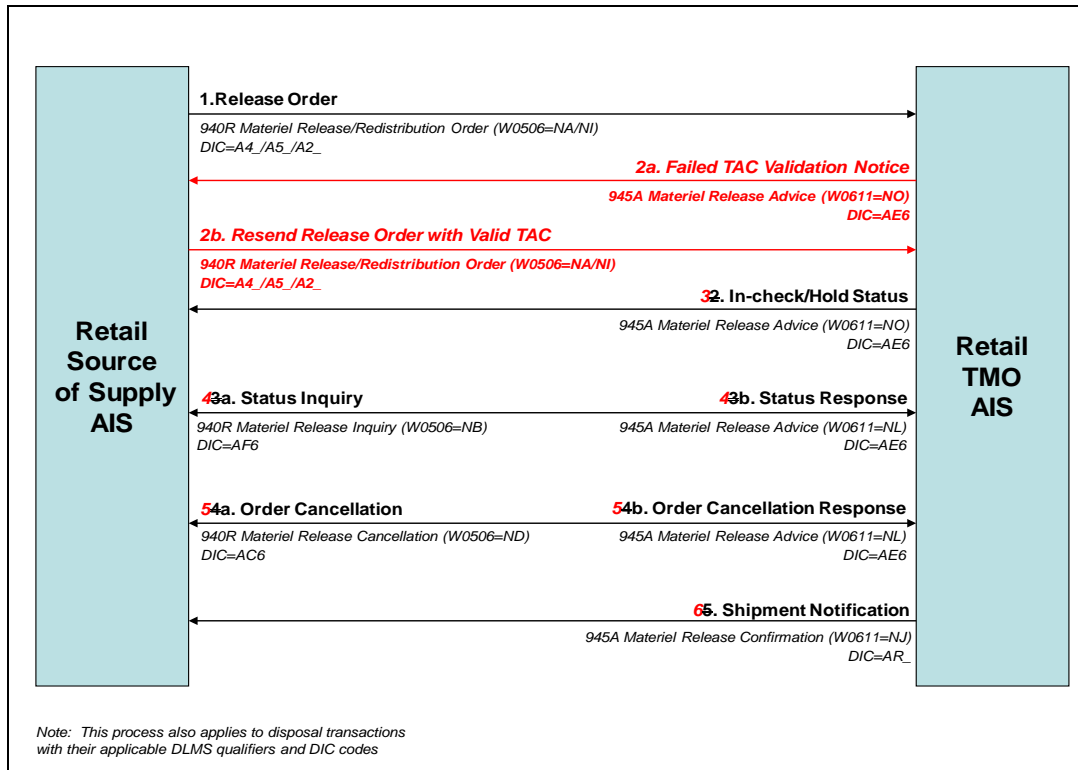 1.Release Order
940R Materiel Release/Redistribution Order (W0506=NA/NI)
DIC=A4_/A5_/A2_
2a. Failed TAC Validation Notice
945A Materiel Release Advice (W0611=NO)
DIC=AE6
2b. Resend Release Order with Valid TAC
940R Materiel Release/Redistribution Order (W0506=NA/NI)
DIC=A4_/A5_/A2_
32. In-check/Hold Status
945A Materiel Release Advice (W0611=NO)
DIC=AE6
Retail
Source
of Supply
AIS
Retail
TMO
AIS
43a. Status Inquiry
43b. Status Response
940R Materiel Release Inquiry (W0506=NB)
DIC=AF6
945A Materiel Release Advice (W0611=NL)
DIC=AE6
54a. Order Cancellation
54b. Order Cancellation Response
940R Materiel Release Cancellation (W0506=ND)
DIC=AC6
945A Materiel Release Advice (W0611=NL)
DIC=AE6
65. Shipment Notification
945A Materiel Release Confirmation (W0611=NJ)
DIC=AR_
Note: This process also applies to disposal transactions
with their applicable DLMS qualifiers and DIC codes